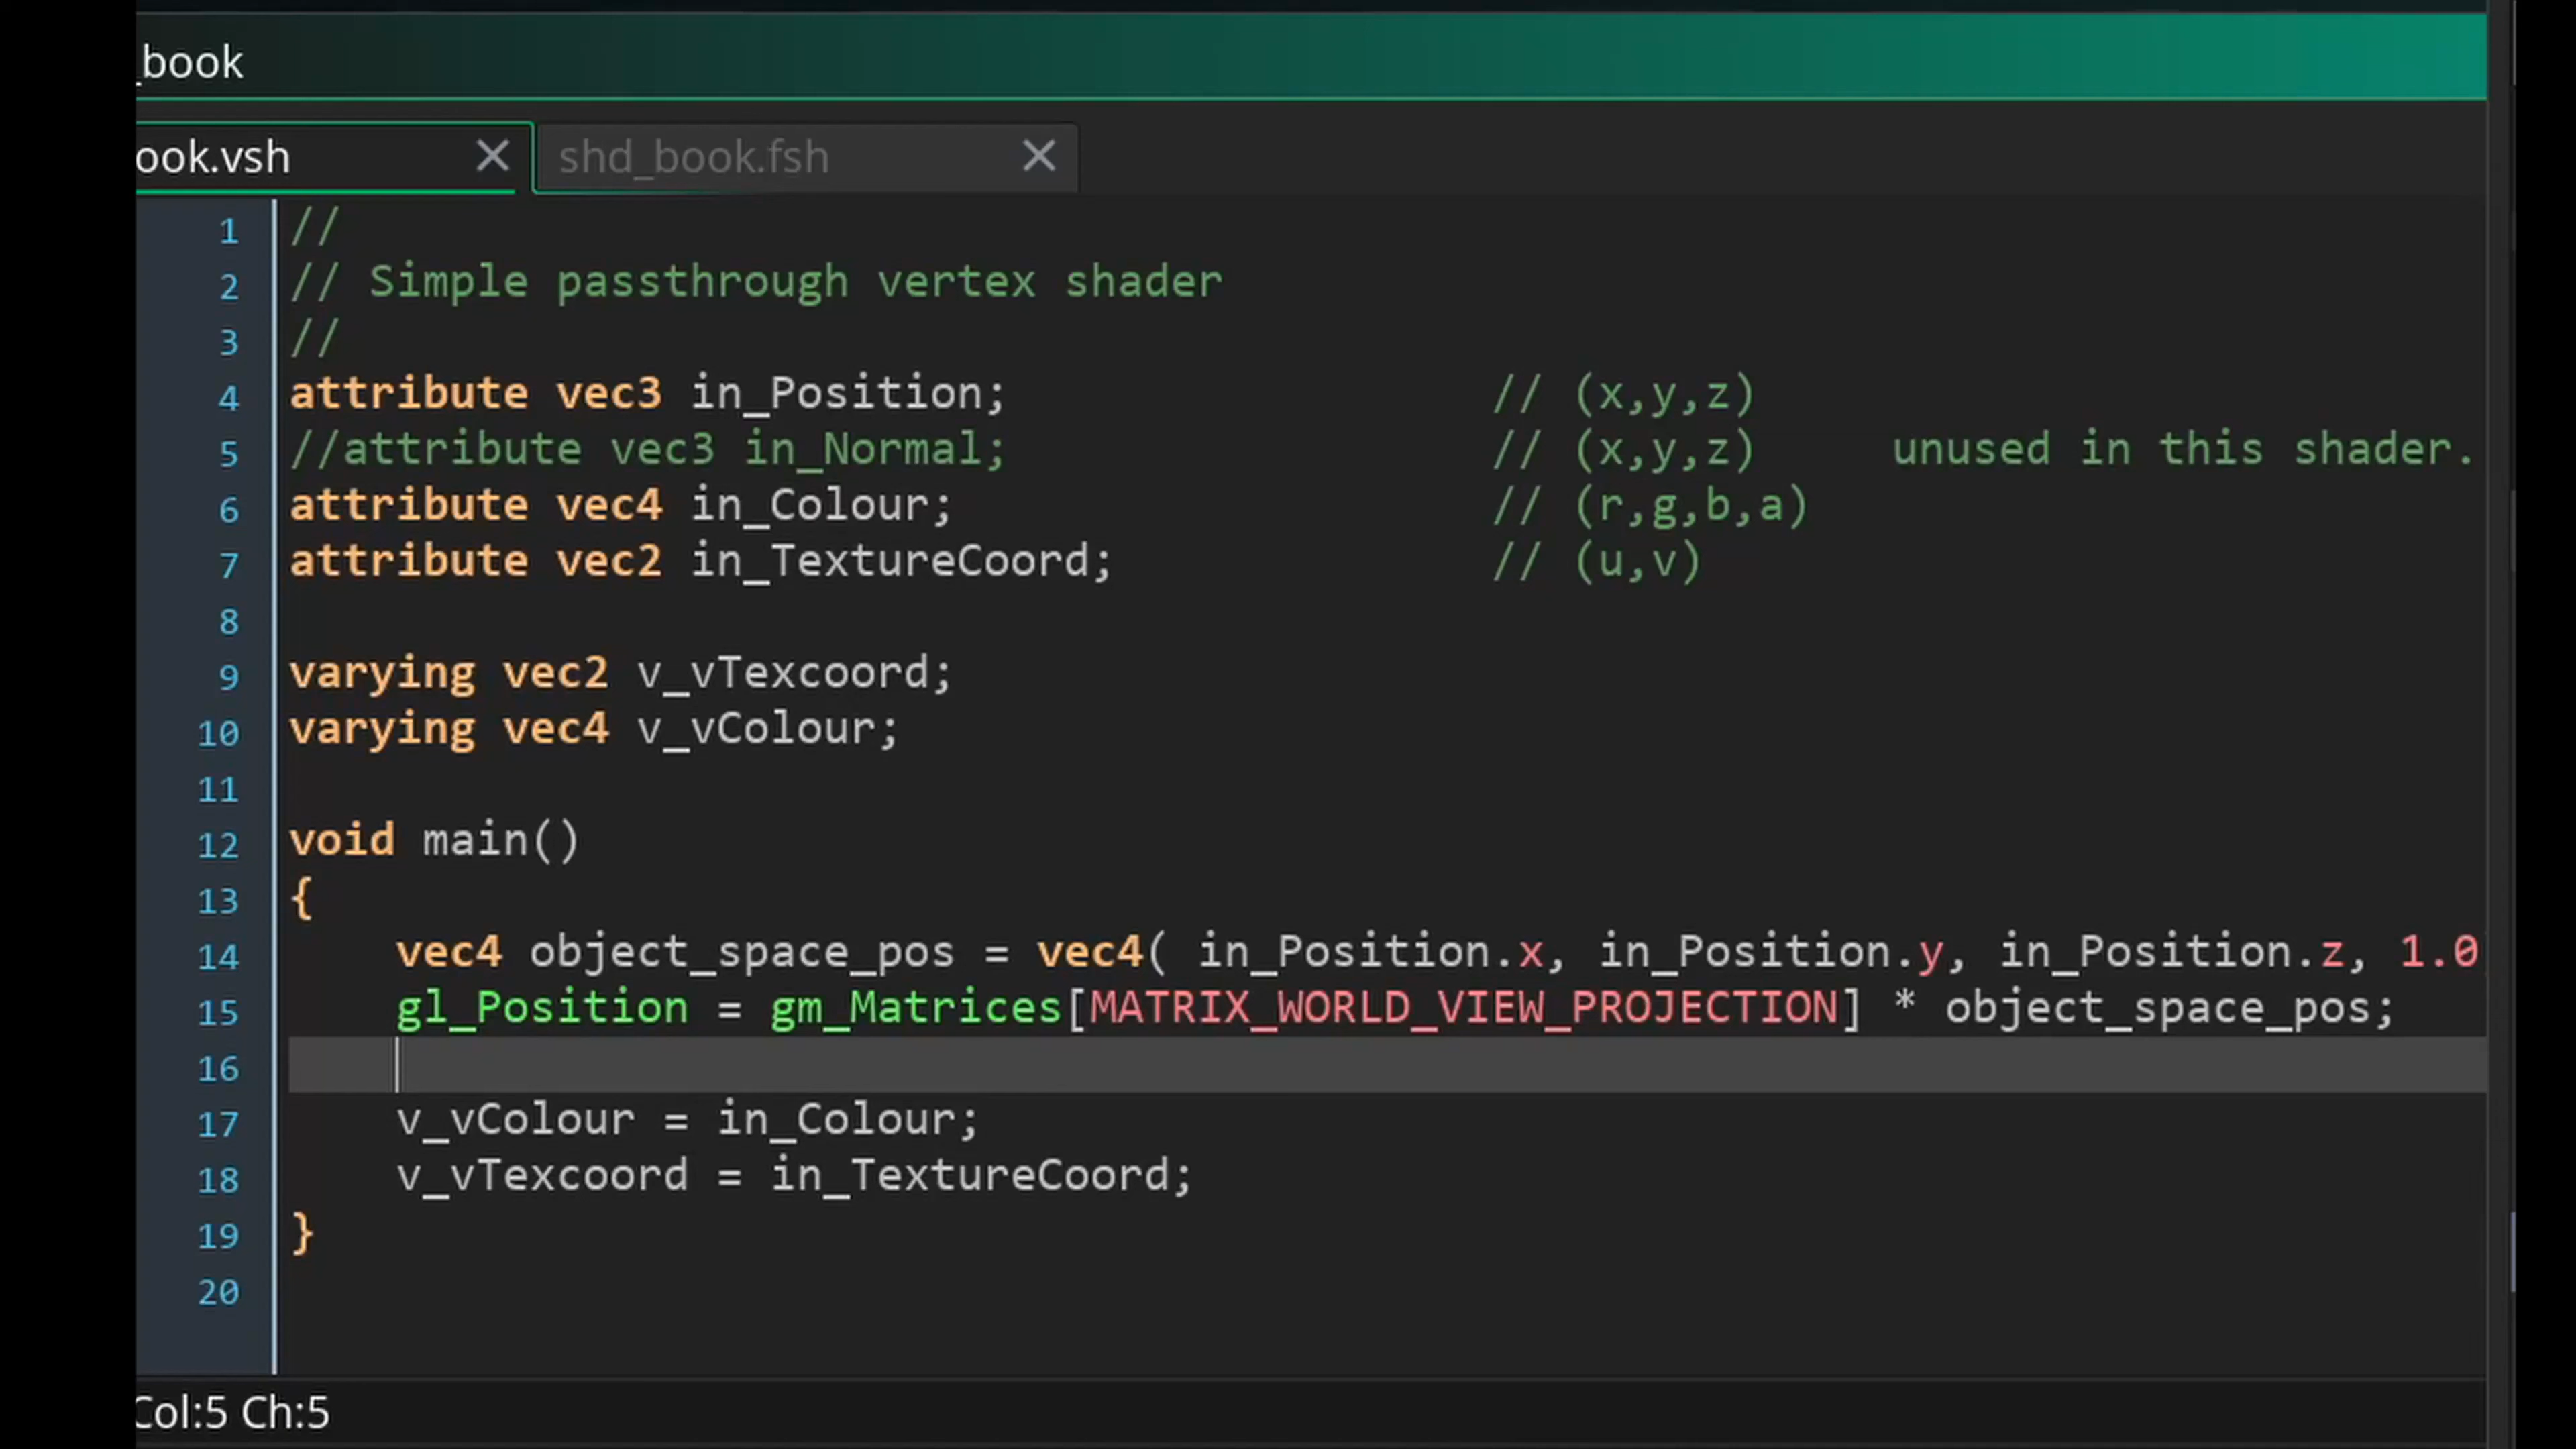 _book
ook.vsh
shd_book.fsh
1 //
2 // Simple passthrough vertex shader
3 //
4 attribute vec3 in_Position; // (x,y,z)
5 //attribute vec3 in_Normal; // (x,y,z) unused in this shader.
6 attribute vec4 in_Colour; // (r,g,b,a)
7 attribute vec2 in_TextureCoord; // (u,v)
8
9 varying vec2 v_vTexcoord;
10 varying vec4 v_vColour;
11
12 void main()
13 {
14 vec4 object_space_pos = vec4( in_Position.x, in_Position.y, in_Position.z, 1.0
15 gl_Position = gm_Matrices[MATRIX_WORLD_VIEW_PROJECTION] * object_space_pos;
16
17 v_vColour = in_Colour;
18 v_vTexcoord = in_TextureCoord;
19 }
20
Col:5 Ch:5